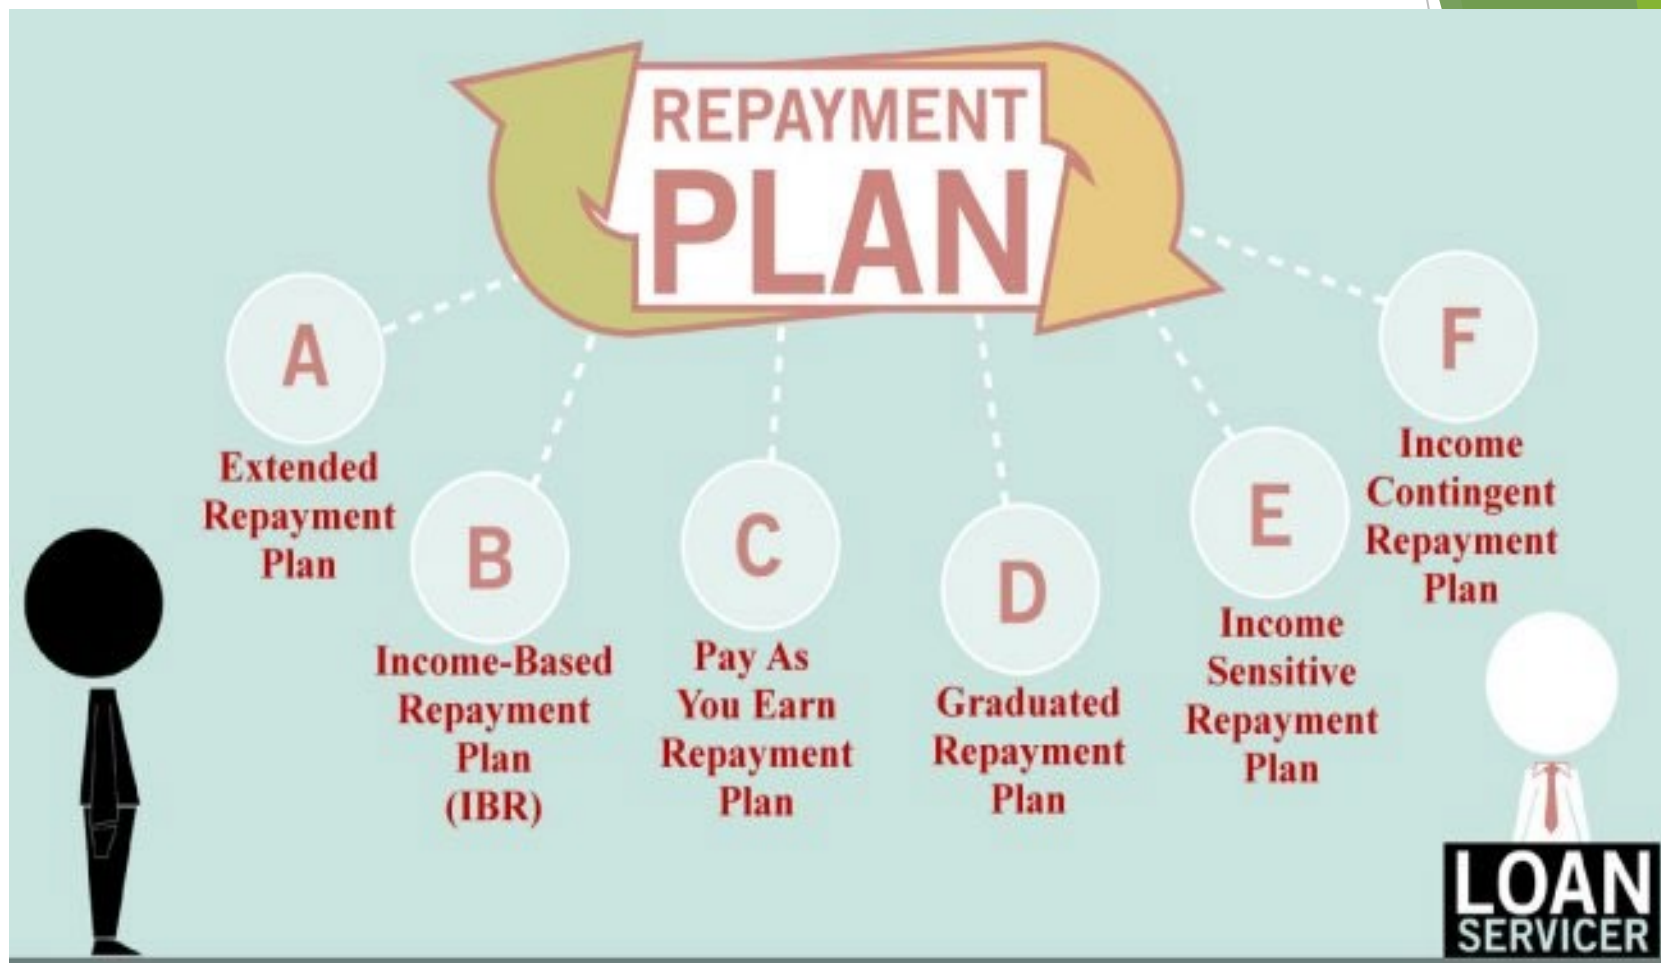 REPAYMENT
PLAN
A
Extended
Repayment
Plan
B
Income-Based
Repayment
Plan
(IBR)
C
Pay As
You Earn
Repayment
Plan
D
Graduated
Repayment
Plan
E
Income
Sensitive
Repayment
Plan
F
Income
Contingent
Repayment
Plan
LOAN
SERVICER